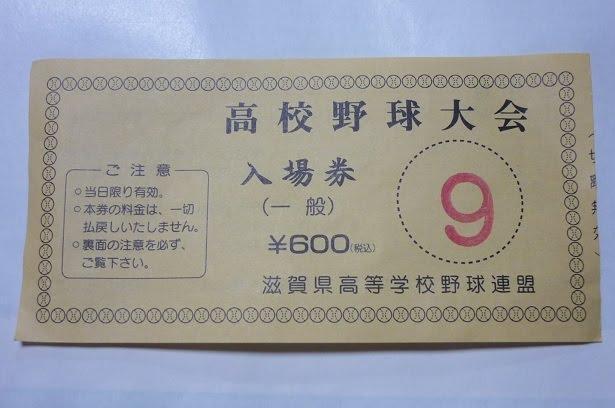 高校野球大会
入場券
(一般)
¥600(税込)
9
滋賀県高等学校野球連盟
ご注意
○当日限り有効。
○本券の料金は、一切
払戻しいたしません。
○裏面の注意を必ず、
ご覧下さい。